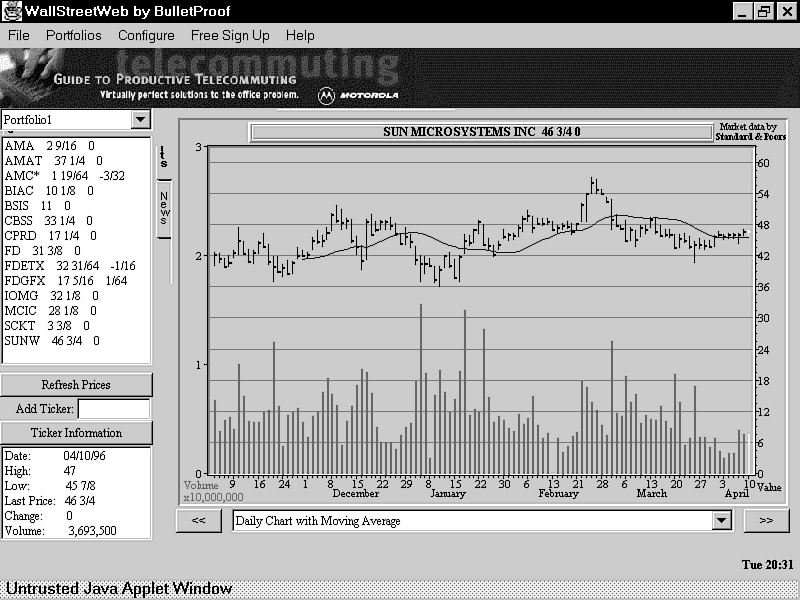 WallStreetWeb by BulletProof
File Portfolios Configure Free Sign Up Help
telecommuting
GUIDE TO PRODUCTIVE TELECOMMUTING
Virtually perfect solutions to the office problem.
MOTOROLA
Portfolio1
AMA 2 9/16 0
AMAT 37 1/4 0
AMC* 1 19/64 -3/32
BIAC 10 1/8 0
BSIS 11 0
CBSS 33 1/4 0
CPRD 17 1/4 0
FD 31 3/8 0
FDETX 32 31/64 -1/16
FDGFX 17 5/16 1/64
IOMG 32 1/8 0
MCIC 28 1/8 0
SCKT 3 3/8 0
SUNW 46 3/4 0
Refresh Prices
Add Ticker:
Ticker Information
Date: 04/10/96
High: 47
Low: 45 7/8
Last Price: 46 3/4
Change: 0
Volume: 3,693,500
News
SUN MICROSYSTEMS INC 46 3/4 0
Market data by
Standard & Poors
3
2
1
0
60
54
48
42
36
30
24
18
12
6
0
Volume
x10,000,000
9 16 24 1 8 15 22 29 8 15 22 30 6 13 21 28 6 13 20 27 3 10
December January February March April
Value
<< Daily Chart with Moving Average >>
Tue 20:31
Untrusted Java Applet Window